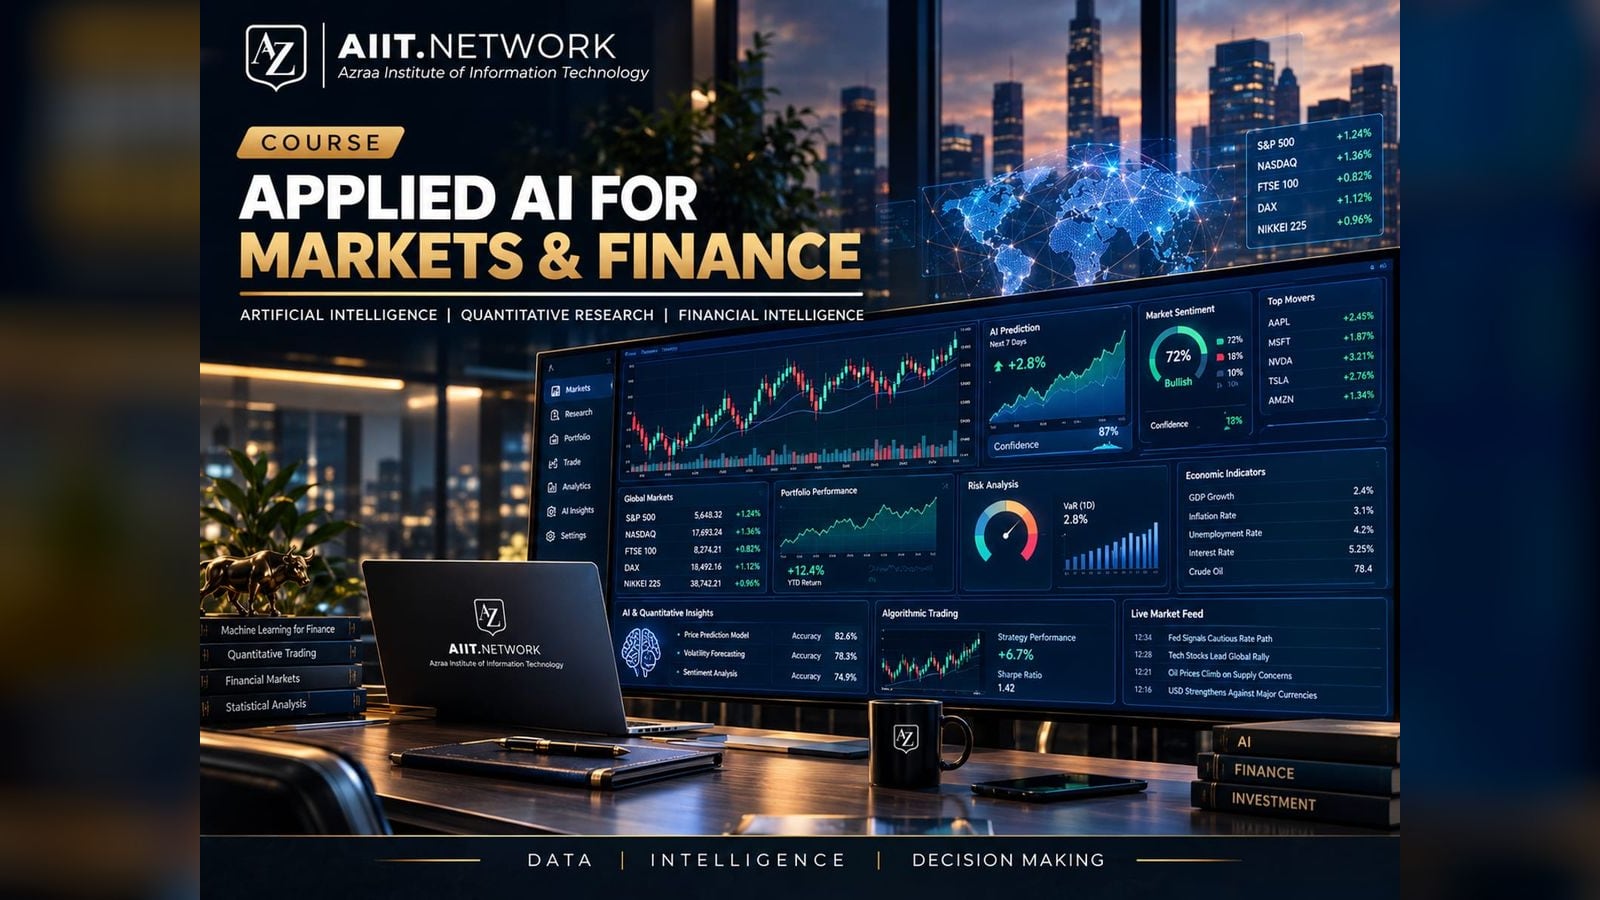 AZ
AIIT.NETWORK
Azraa Institute of Information Technology
COURSE
APPLIED AI FOR
MARKETS & FINANCE
ARTIFICIAL INTELLIGENCE | QUANTITATIVE RESEARCH | FINANCIAL INTELLIGENCE
S&P 500 +1.24%
NASDAQ +1.36%
FTSE 100 +0.82%
DAX +1.12%
NIKKEI 225 +0.96%
Markets
Research
Portfolio
Trade
Analytics
AI Insights
Settings
AI Prediction
Next 7 Days
+2.8%
Confidence 87%
Market Sentiment
72%
Bullish
72%
18%
10%
Confidence 18%
Top Movers
AAPL +2.45%
MSFT +1.87%
NVDA +3.21%
TSLA +2.76%
AMZN +1.34%
Global Markets
S&P 500 5,648.32 +1.24%
NASDAQ 17,693.24 +1.36%
FTSE 100 8,274.21 +0.82%
DAX 18,492.16 +1.12%
NIKKEI 225 38,742.21 +0.96%
Portfolio Performance
+12.4%
YTD Return
Risk Analysis
VaR (1D)
2.8%
Economic Indicators
GDP Growth 2.4%
Inflation Rate 3.1%
Unemployment Rate 4.2%
Interest Rate 5.25%
Crude Oil 78.4
AI & Quantitative Insights
• Price Prediction Model Accuracy 82.6%
• Volatility Forecasting Accuracy 78.3%
• Sentiment Analysis Accuracy 74.9%
Algorithmic Trading
Strategy Performance
+6.7%
Sharpe Ratio
1.42
Live Market Feed
12:34 Fed Signals Cautious Rate Path
12:28 Tech Stocks Lead Global Rally
12:21 Oil Prices Climb on Supply Concerns
12:16 USD Strengthens Against Major Currencies
Machine Learning for Finance
Quantitative Trading
Financial Markets
Statistical Analysis
AZ
AIIT.NETWORK
Azraa Institute of Information Technology
AZ
AI
FINANCE
INVESTMENT
DATA | INTELLIGENCE | DECISION MAKING